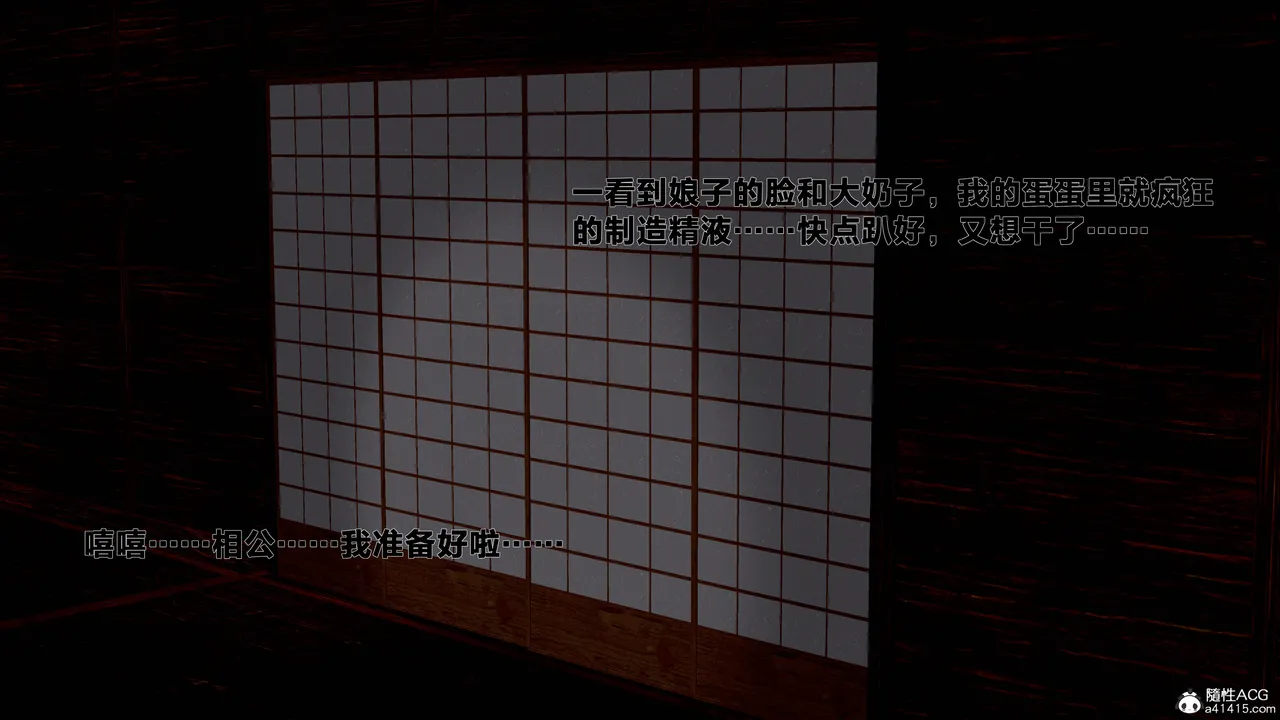 一看到娘子的脸和大奶子，我的蛋蛋里就疯狂
的制造精液……快点趴好，又想干了……
嘻嘻……相公……我准备好啦……
隨性ACG
a41415.com